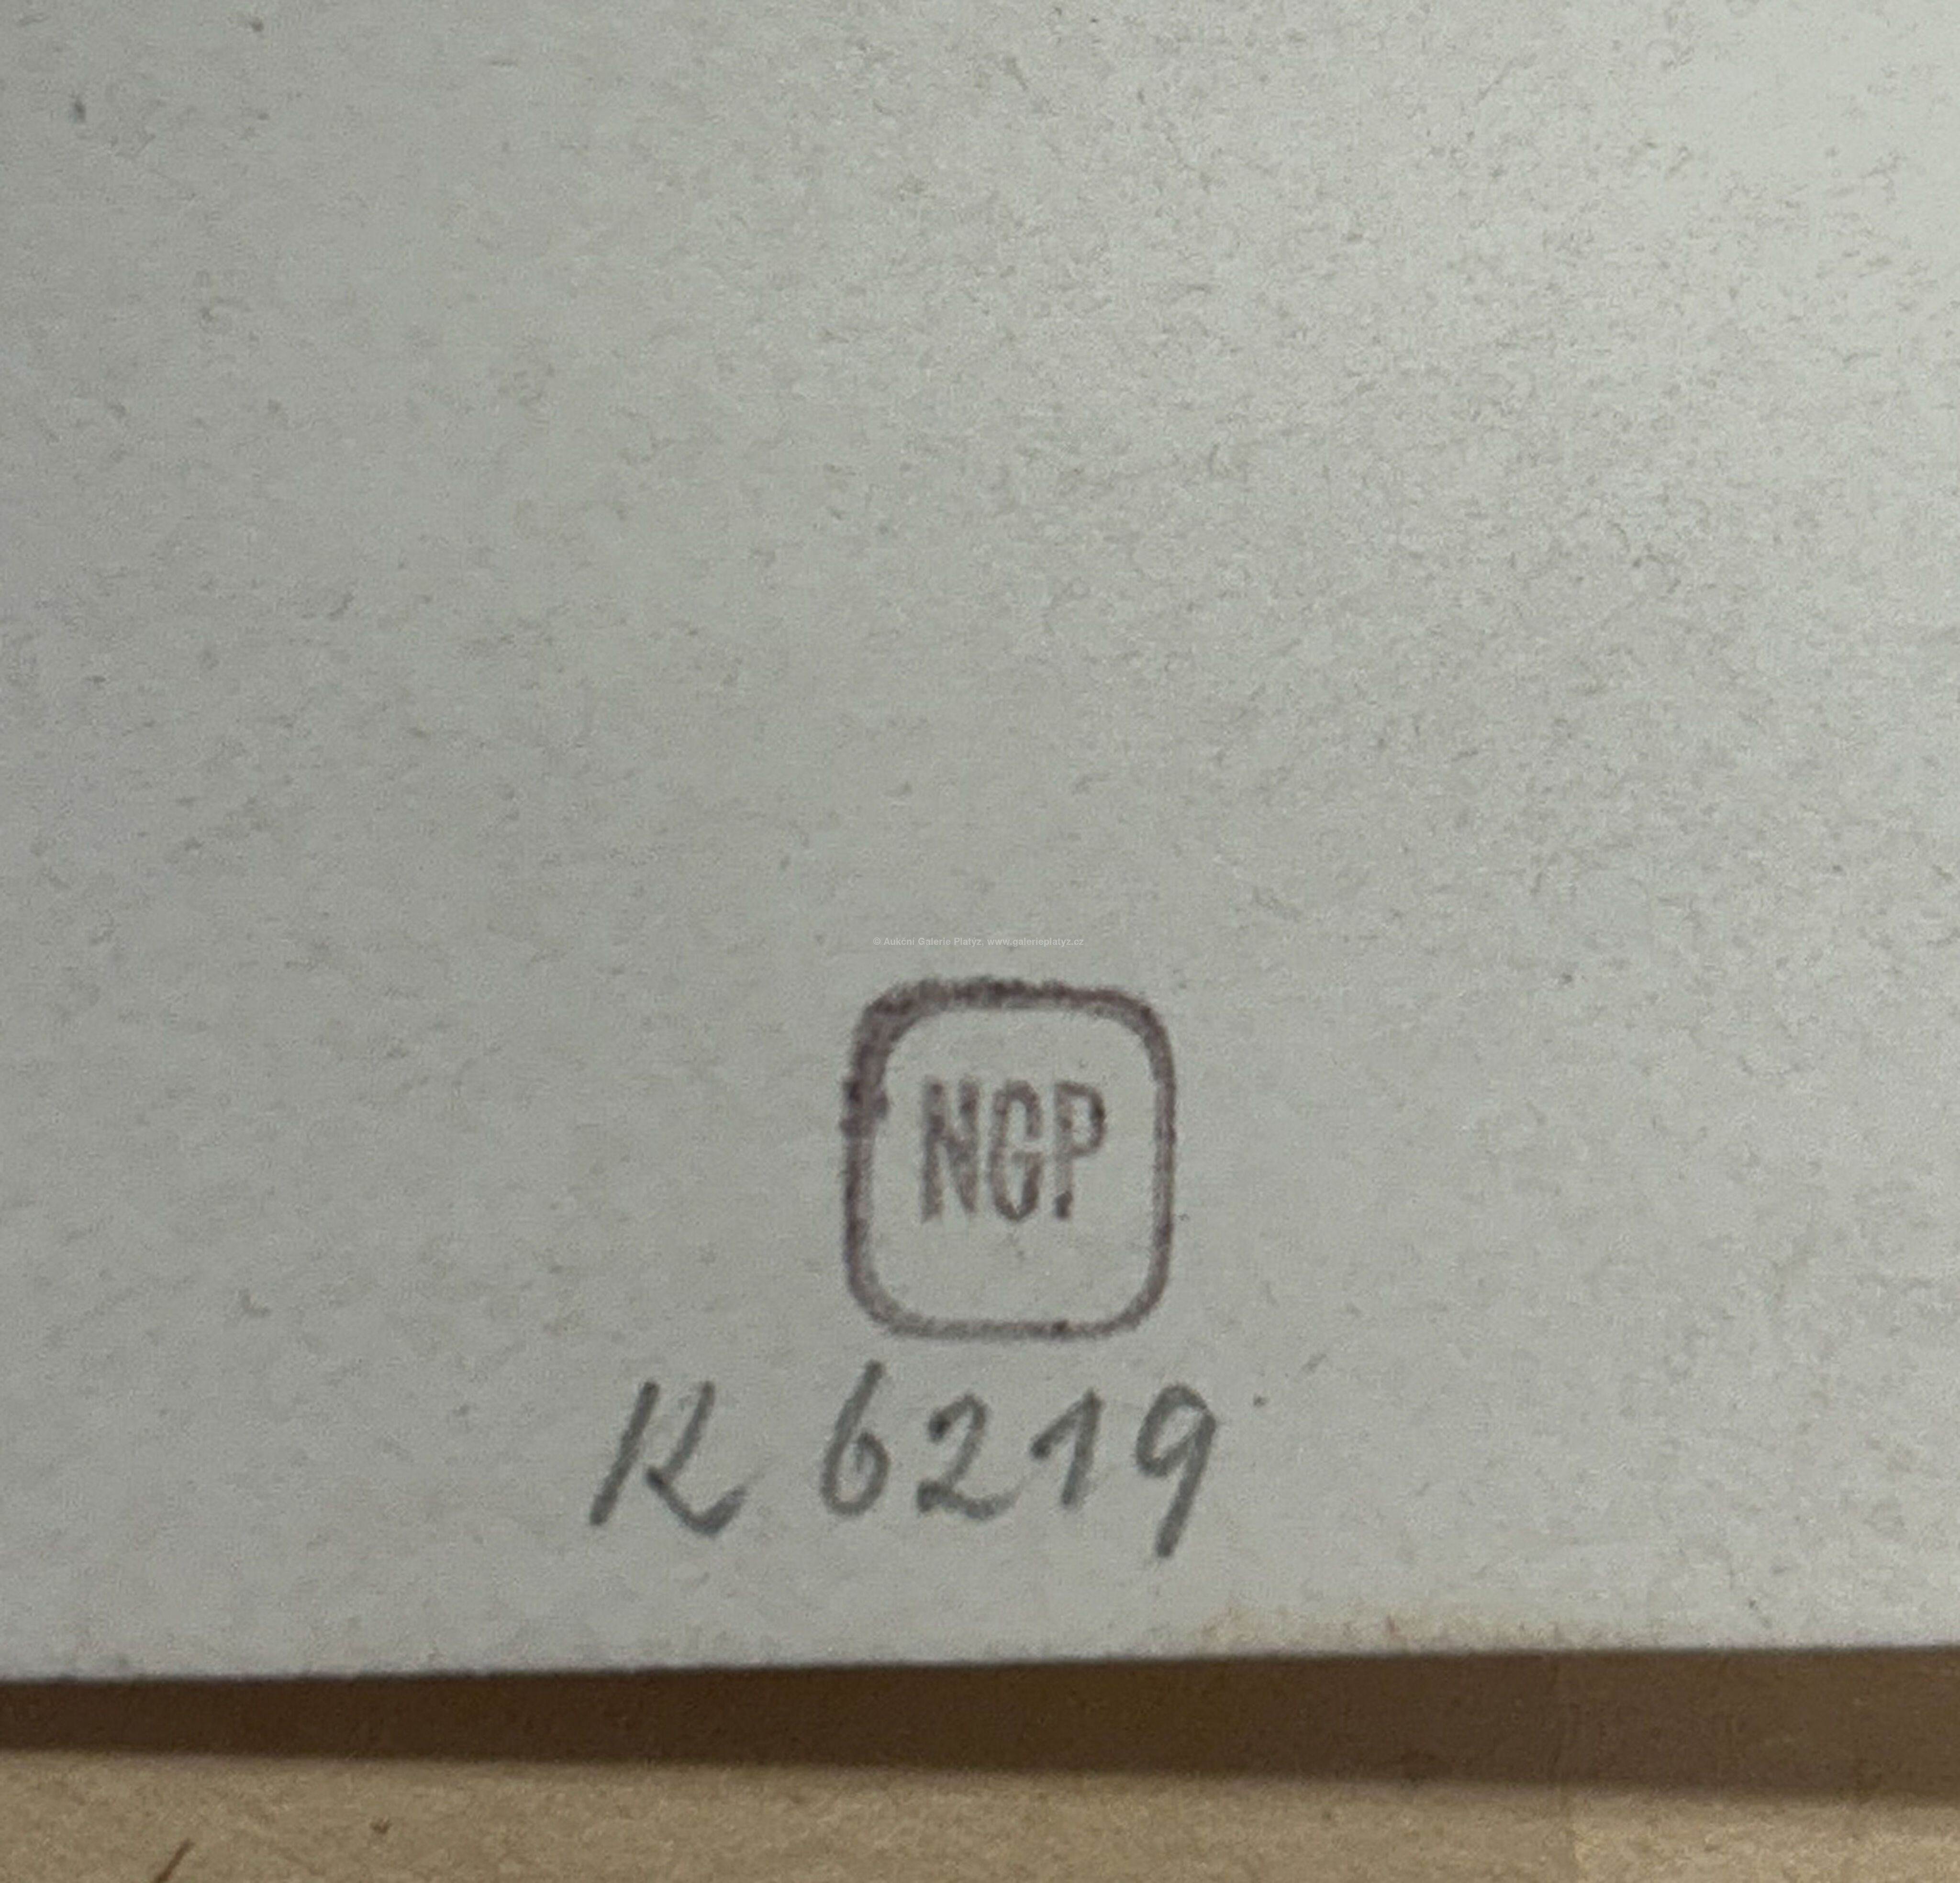 © Aukční Galerie Platýz, www.galerieplatyz.cz
NGP
R 6219